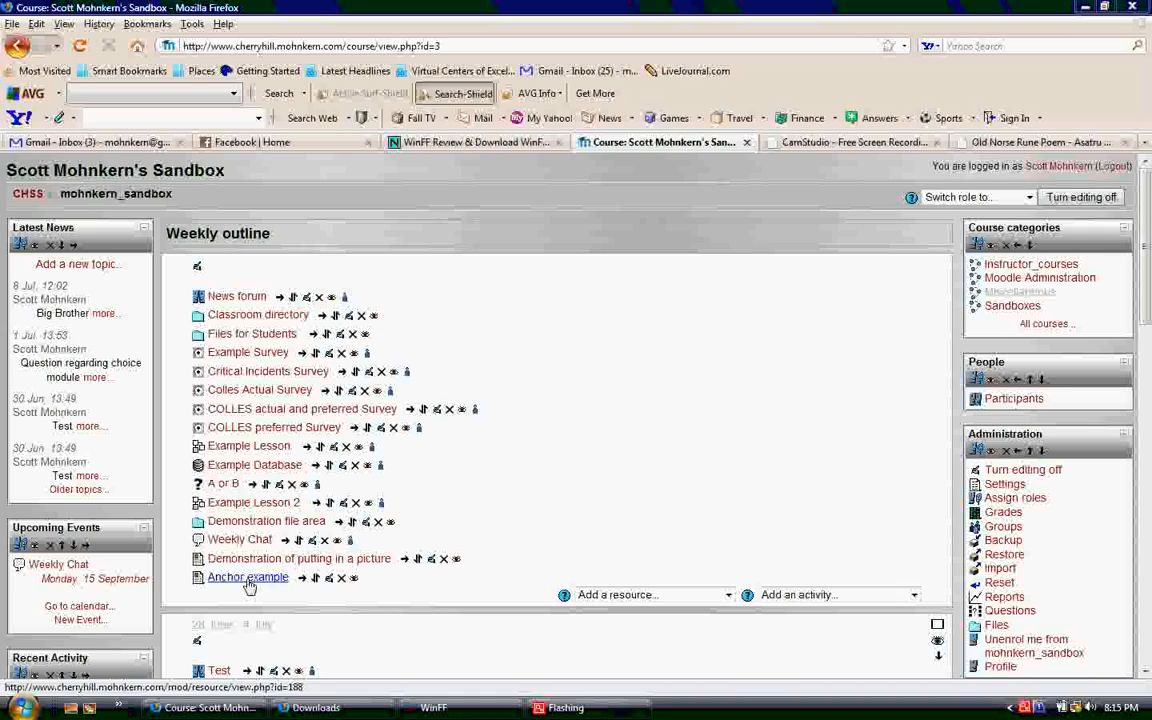 Course: Scott Mohnkern's Sandbox - Mozilla Firefox
File Edit View History Bookmarks Tools Help
http://www.cherryhill.mohnkern.com/course/view.php?id=3
Yahoo Search
Most Visited Smart Bookmarks Places Getting Started Latest Headlines Virtual Centers of Excel... Gmail - Inbox (25) - m... LiveJournal.com
AVG Search Active Surf-Shield Search-Shield AVG Info Get More
Y! Search Web Fall TV Mail My Yahoo! News Games Travel Finance Answers Sports Sign In
Gmail - Inbox (3) - mohnkern@g... Facebook | Home WinFF Review & Download WinF... Course: Scott Mohnkern's San... CamStudio - Free Screen Recordi... Old Norse Rune Poem - Asatru ...
Scott Mohnkern's Sandbox
You are logged in as Scott Mohnkern (Logout)
CHSS mohnkern_sandbox
Switch role to... Turn editing off
Latest News
Add a new topic...
8 Jul, 12:02
Scott Mohnkern
Big Brother more...
1 Jul, 13:53
Scott Mohnkern
Question regarding choice
module more...
30 Jun, 13:49
Scott Mohnkern
Test more...
30 Jun, 13:49
Scott Mohnkern
Test more...
Older topics ...
Upcoming Events
Weekly Chat
Monday, 15 September
Go to calendar...
New Event...
Recent Activity
Weekly outline
News forum
Classroom directory
Files for Students
Example Survey
Critical Incidents Survey
Colles Actual Survey
COLLES actual and preferred Survey
COLLES preferred Survey
Example Lesson
Example Database
A or B
Example Lesson 2
Demonstration file area
Weekly Chat
Demonstration of putting in a picture
Anchor example
Add a resource... Add an activity...
Test
Course categories
Instructor_courses
Moodle Administration
Miscellaneous
Sandboxes
All courses ...
People
Participants
Administration
Turn editing off
Settings
Assign roles
Grades
Groups
Backup
Restore
Import
Reset
Reports
Questions
Files
Unenrol me from
mohnkern_sandbox
Profile
http://www.cherryhill.mohnkern.com/mod/resource/view.php?id=188
Course: Scott Mohn... Downloads WinFF Flashing 8:15 PM